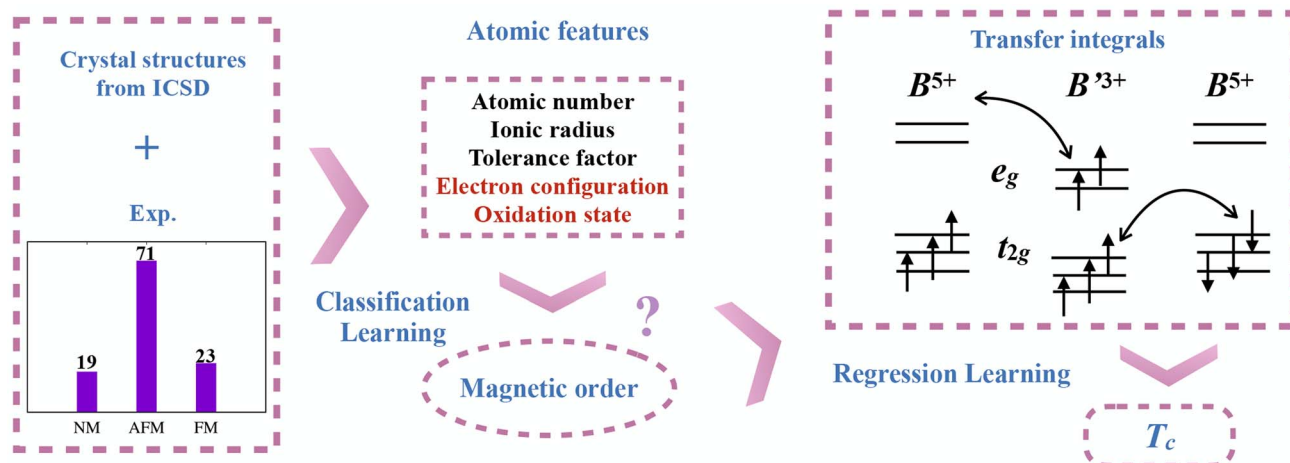 Crystal structures
from ICSD
+
Exp.
71
19
23
NM AFM FM
Atomic features
Atomic number
Ionic radius
Tolerance factor
Electron configuration
Oxidation state
Classification
Learning
?
Magnetic order
Transfer integrals
B5+ B’3+ B5+
eg
t2g
Regression Learning
Tc